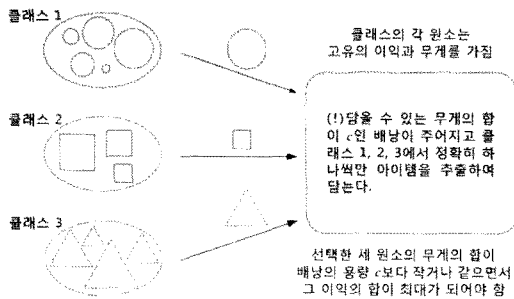 클래스 1
클래스의 각 원소는
고유의 이익과 무게를 가짐
클래스 2
(!)담을 수 있는 무게의 합
이 c인 배낭이 주어지고 클
래스 1, 2, 3에서 정확히 하
나씩만 아이템을 추출하여
담는다.
클래스 3
선택한 세 원소의 무게의 합이
배낭의 용량 c보다 작거나 같으면서
그 이익의 합이 최대가 되어야 함